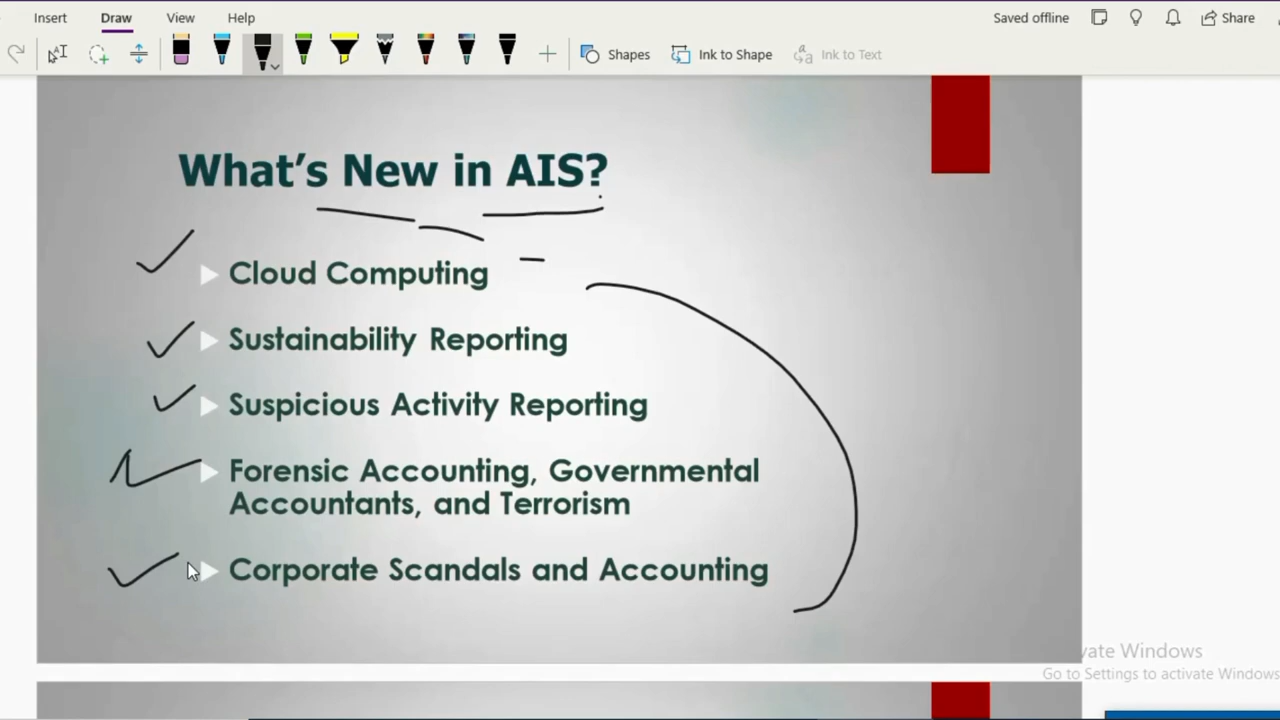 Insert Draw View Help Saved offline Share
Shapes Ink to Shape Ink to Text
What's New in AIS?
Cloud Computing
Sustainability Reporting
Suspicious Activity Reporting
Forensic Accounting, Governmental
Accountants, and Terrorism
Corporate Scandals and Accounting
vate Windows
Go to Settings to activate Windows